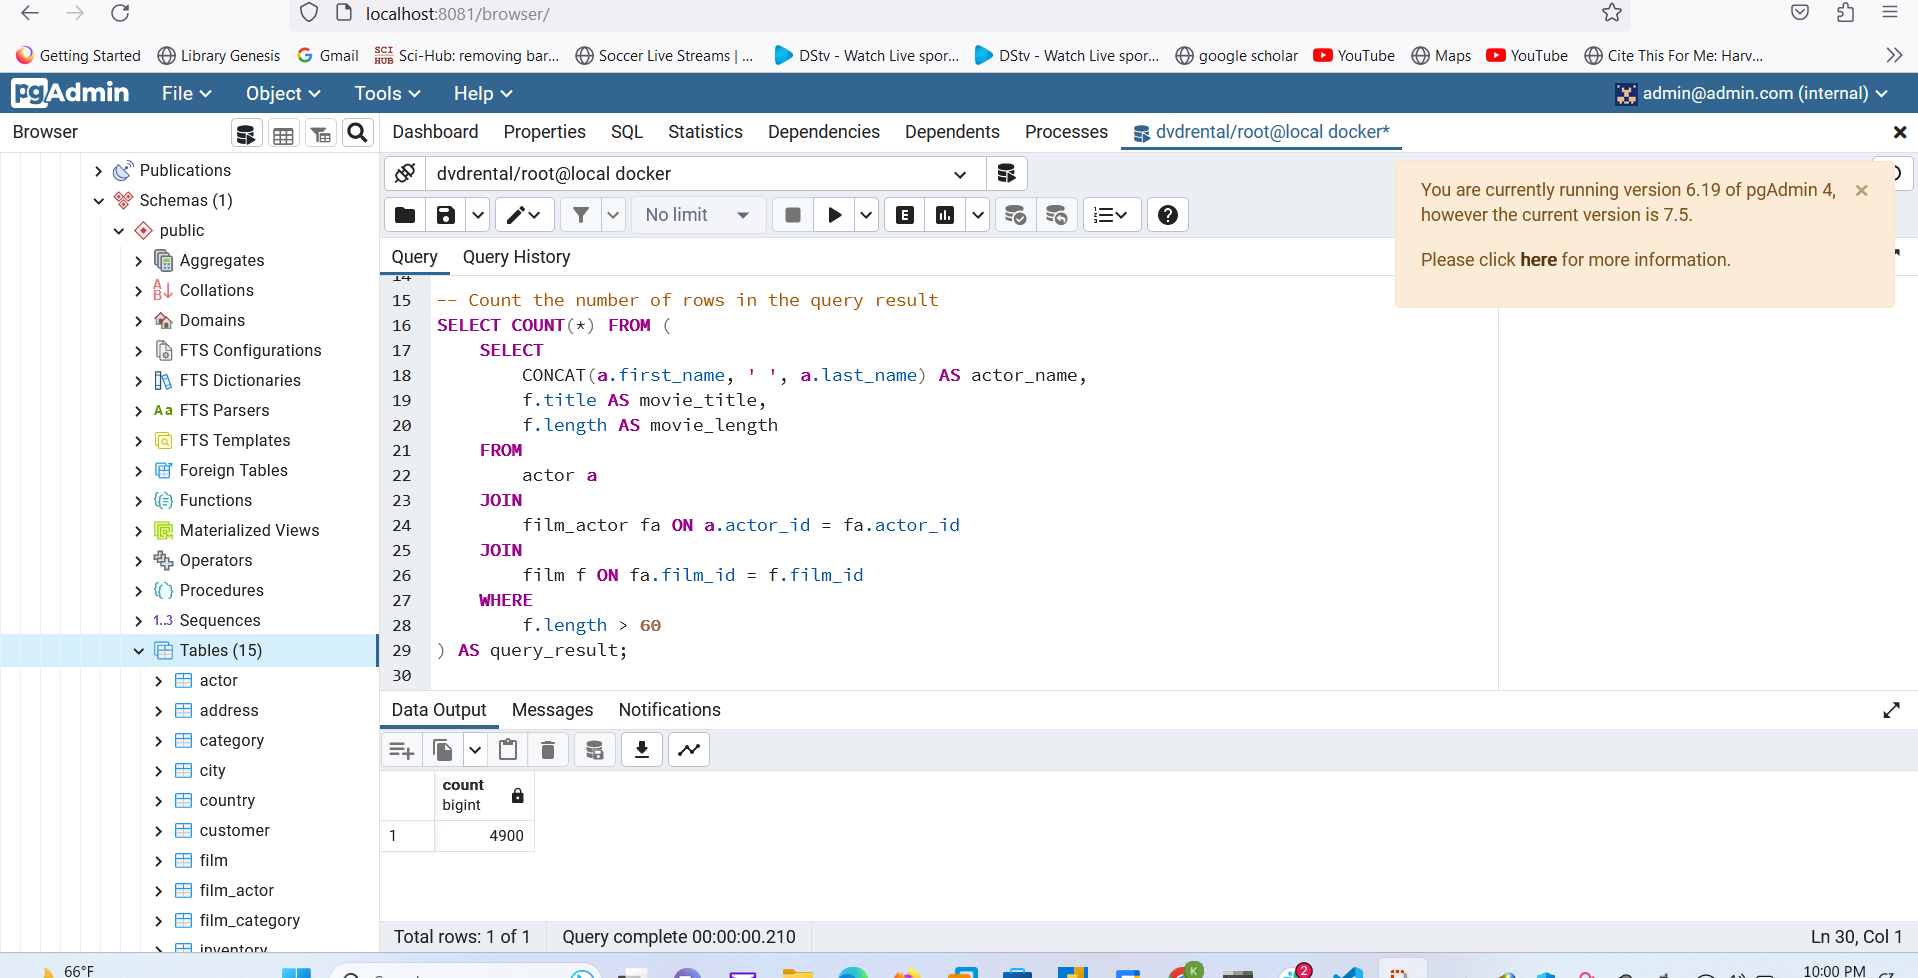 localhost:8081/browser/
Getting Started
Library Genesis
Gmail
SCI HUB Sci-Hub: removing bar...
Soccer Live Streams | ...
DStv - Watch Live spor...
DStv - Watch Live spor...
google scholar
YouTube
Maps
YouTube
Cite This For Me: Harv...
pgAdmin File Object Tools Help admin@admin.com (internal)
Browser
Dashboard Properties SQL Statistics Dependencies Dependents Processes dvdrental/root@local docker*
Publications
Schemas (1)
public
Aggregates
Collations
Domains
FTS Configurations
FTS Dictionaries
Aa FTS Parsers
FTS Templates
Foreign Tables
Functions
Materialized Views
Operators
Procedures
1..3 Sequences
Tables (15)
actor
address
category
city
country
customer
film
film_actor
film_category
inventory
dvdrental/root@local docker
No limit
E
You are currently running version 6.19 of pgAdmin 4,
however the current version is 7.5.
Please click here for more information.
Query Query History
14
15 -- Count the number of rows in the query result
16 SELECT COUNT(*) FROM (
17 SELECT
18 CONCAT(a.first_name, ' ', a.last_name) AS actor_name,
19 f.title AS movie_title,
20 f.length AS movie_length
21 FROM
22 actor a
23 JOIN
24 film_actor fa ON a.actor_id = fa.actor_id
25 JOIN
26 film f ON fa.film_id = f.film_id
27 WHERE
28 f.length > 60
29 ) AS query_result;
30
Data Output Messages Notifications
count
bigint
1 4900
Total rows: 1 of 1 Query complete 00:00:00.210 Ln 30, Col 1
66°F
K
2
10:00 PM